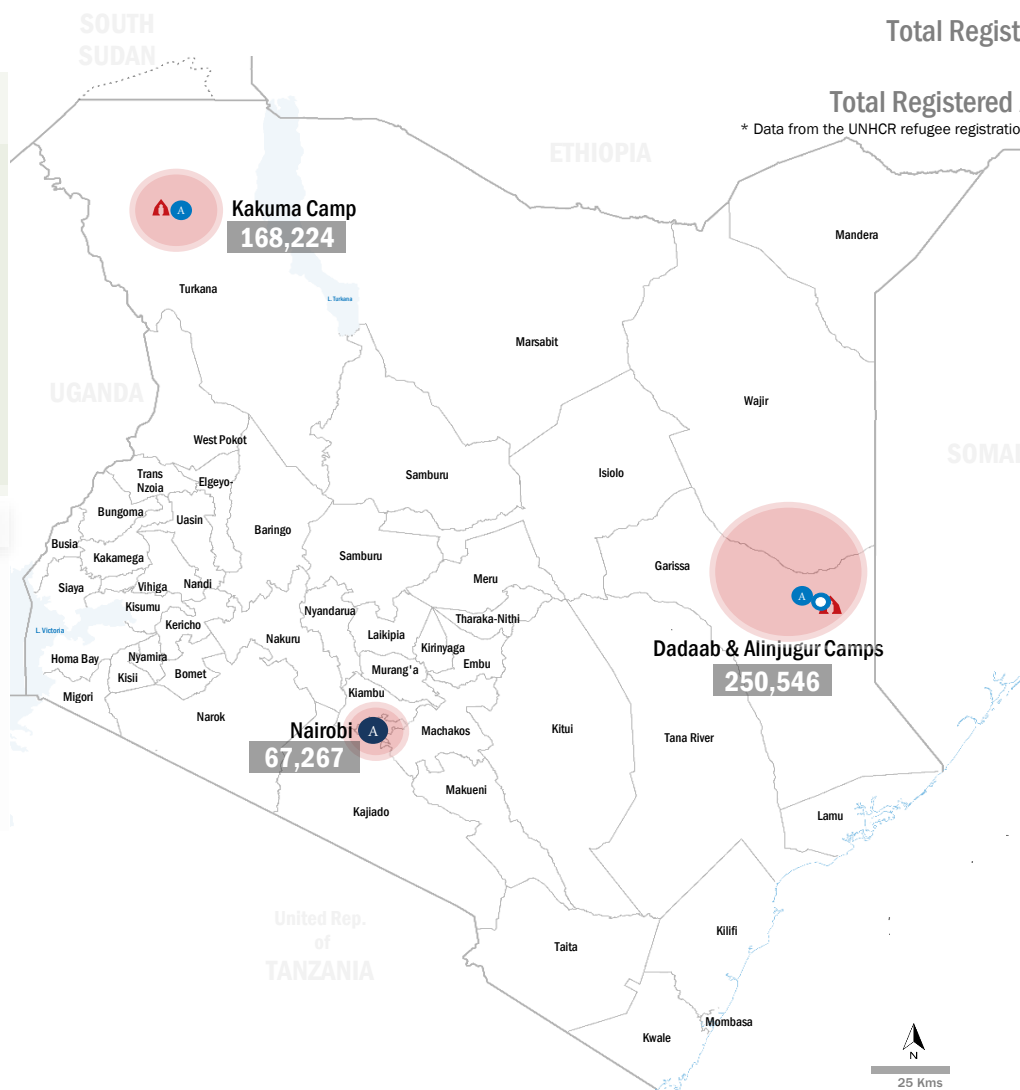 SOUTH
SUDAN
Total Regist
Total Registered
* Data from the UNHCR refugee registratio
ETHIOPIA
A
Kakuma Camp
168,224
Mandera
Turkana
L. Turkana
Marsabit
UGANDA
Wajir
West Pokot
SOMAL
Trans
Nzoia
Elgeyo-
Samburu
Isiolo
Bungoma
Uasin
Baringo
Busia
Kakamega
Samburu
Garissa
Meru
Siaya
Vihiga
Nandi
A
Kisumu
Nyandarua
Tharaka-Nithi
Kericho
L. Victoria
Laikipia
Nakuru
Kirinyaga
Dadaab & Alinjugur Camps
Homa Bay
Nyamira
Embu
Kisii
Bomet
Murang'a
250,546
Migori
Kiambu
Narok
Nairobi
A
Machakos
Kitui
Tana River
67,267
Makueni
Kajiado
Lamu
United Rep.
of
TANZANIA
Kilifi
Taita
Mombasa
Kwale
N
25 Kms